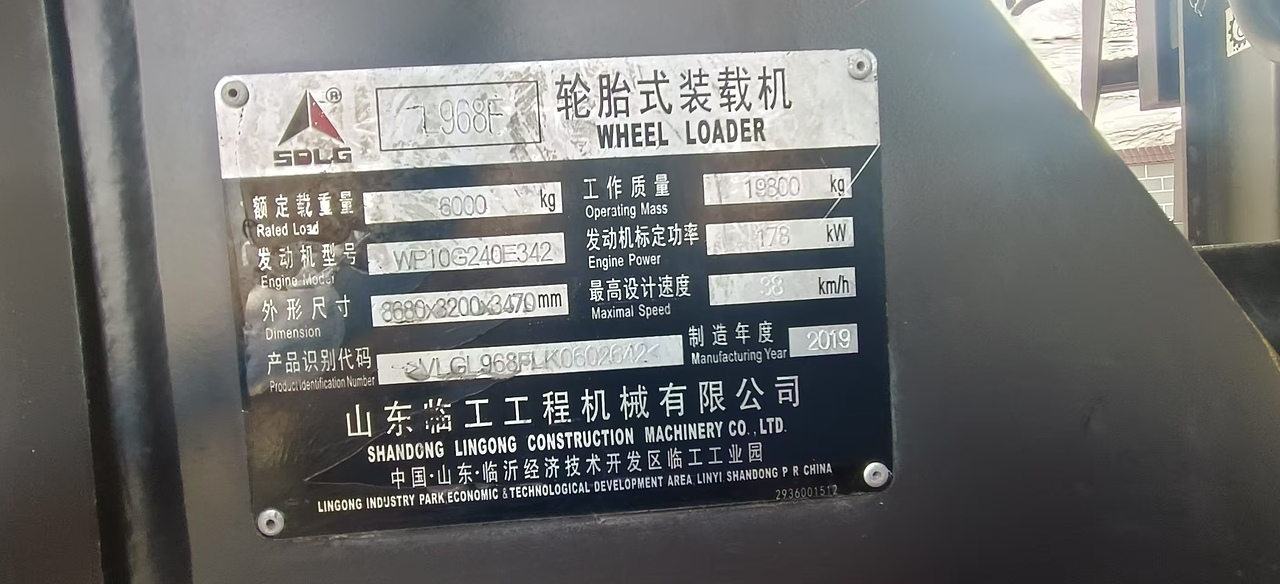 SDLG ® L968F 轮胎式装载机
WHEEL LOADER
额定载重量 6000 kg 工作质量 19800 kg
Rated Load Operating Mass
发动机型号 WP10G240E342 发动机标定功率 178 kW
Engine Model Engine Power
外形尺寸 8680x3200x3470 mm 最高设计速度 38 km/h
Dimension Maximal Speed
产品识别代码 >VLGL968FLK0602642< 制造年度 2019
Product Identification Number Manufacturing Year
山东临工工程机械有限公司
SHANDONG LINGONG CONSTRUCTION MACHINERY CO.,LTD.
中国·山东·临沂经济技术开发区临工工业园
LINGONG INDUSTRY PARK.ECONOMIC & TECHNOLOGICAL DEVELOPMENT AREA, LINYI SHANDONG P R CHINA
2936001512